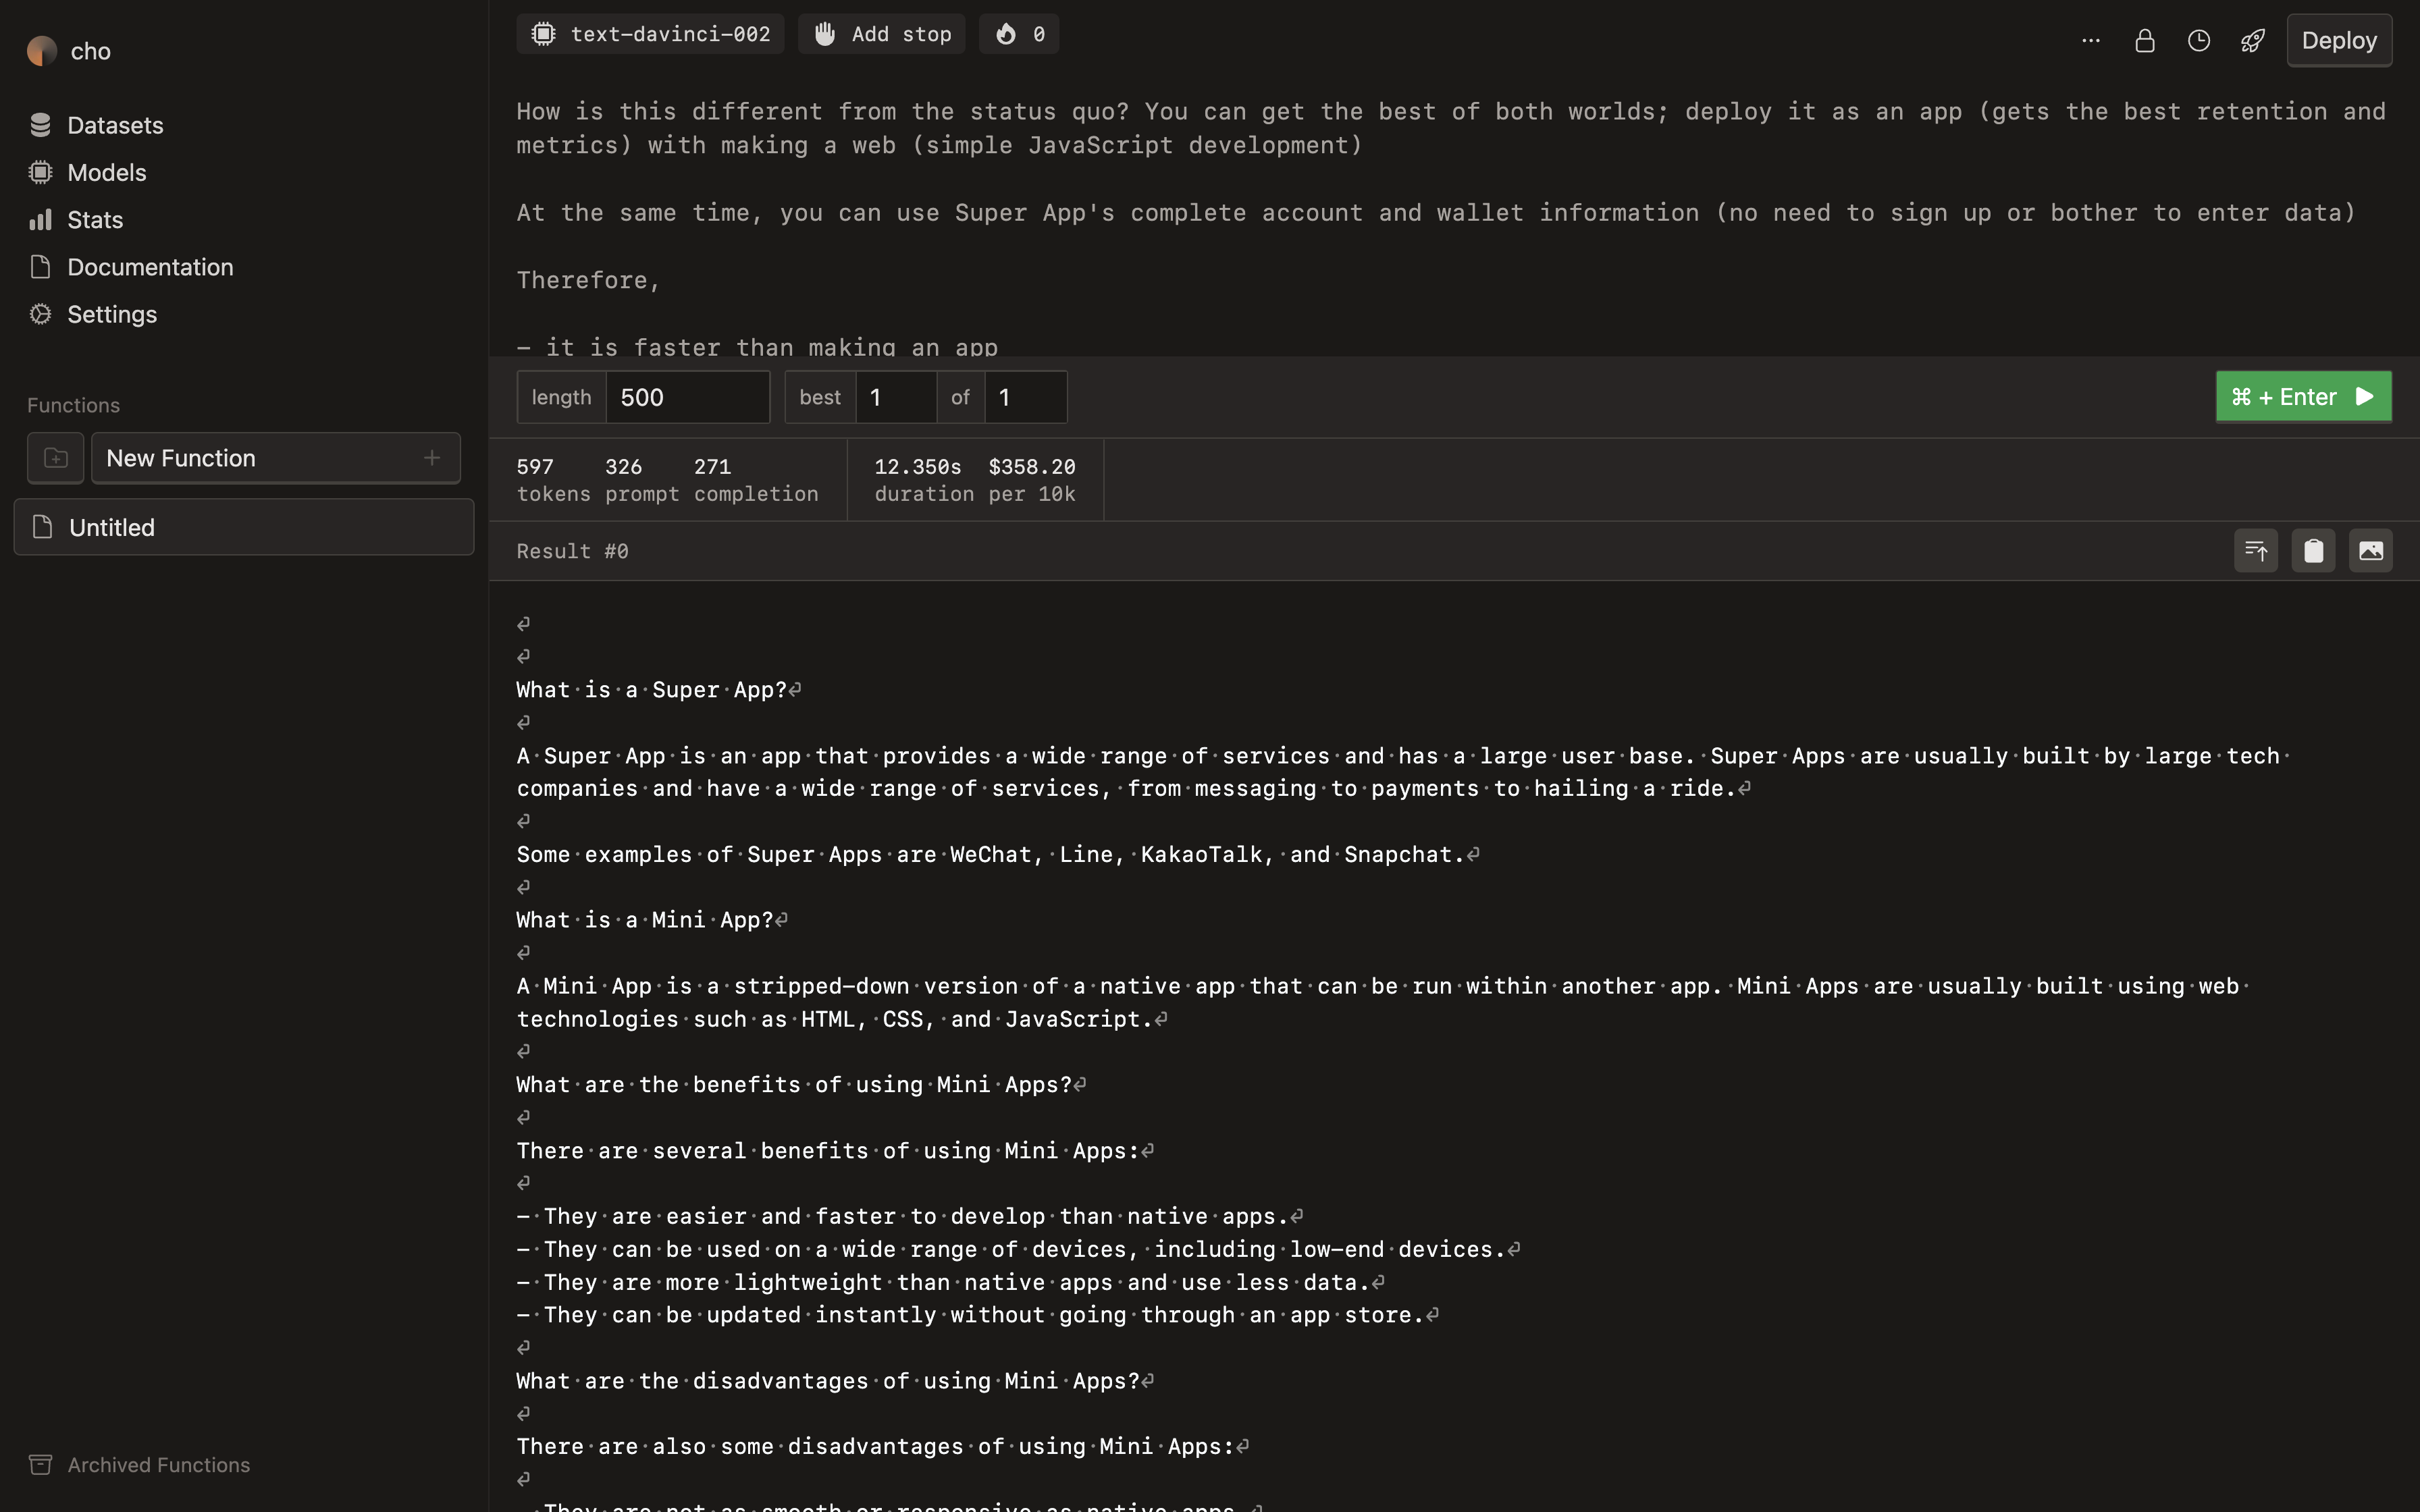 cho
Datasets
Models
Stats
Documentation
Settings
Functions
New Function
Untitled
Archived Functions
text-davinci-002
Add stop
0
Deploy
How is this different from the status quo? You can get the best of both worlds; deploy it as an app (gets the best retention and
metrics) with making a web (simple JavaScript development)
At the same time, you can use Super App's complete account and wallet information (no need to sign up or bother to enter data)
Therefore,
— it is faster than making an app
length 500 best 1 of 1
⌘ + Enter
597 326 271 12.350s $358.20
tokens prompt completion duration per 10k
Result #0
What is a Super App?
A Super App is an app that provides a wide range of services and has a large user base. Super Apps are usually built by large tech
companies and have a wide range of services, from messaging to payments to hailing a ride.
Some examples of Super Apps are WeChat, Line, KakaoTalk, and Snapchat.
What is a Mini App?
A Mini App is a stripped—down version of a native app that can be run within another app. Mini Apps are usually built using web
technologies such as HTML, CSS, and JavaScript.
What are the benefits of using Mini Apps?
There are several benefits of using Mini Apps:
— They are easier and faster to develop than native apps.
— They can be used on a wide range of devices, including low—end devices.
— They are more lightweight than native apps and use less data.
— They can be updated instantly without going through an app store.
What are the disadvantages of using Mini Apps?
There are also some disadvantages of using Mini Apps:
They are not as smooth or responsive as native apps.